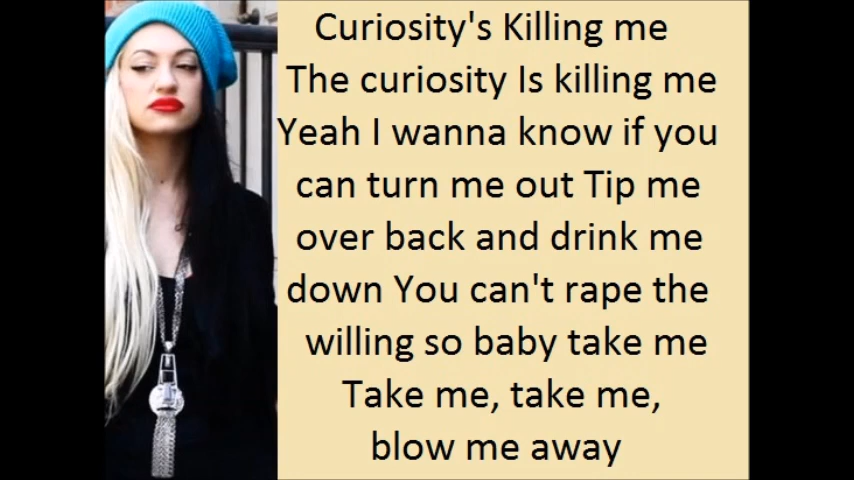 Curiosity's Killing me
The curiosity Is killing me
Yeah I wanna know if you
can turn me out Tip me
over back and drink me
down You can't rape the
willing so baby take me
Take me, take me,
blow me away